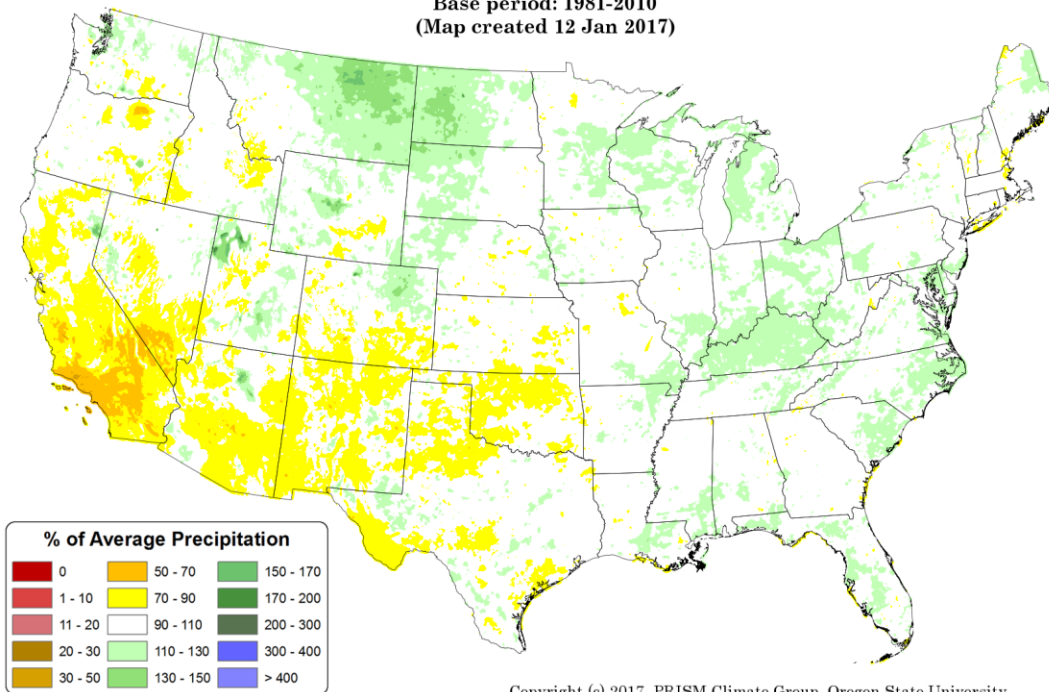 Base period: 1981-2010
(Map created 12 Jan 2017)
% of Average Precipitation
0
50 - 70
150 - 170
1 - 10
70 - 90
170 - 200
11 - 20
90 - 110
200 - 300
20 - 30
110 - 130
300 - 400
30 - 50
130 - 150
> 400
Copyright (c) 2017, PRISM Climate Group, Oregon State University